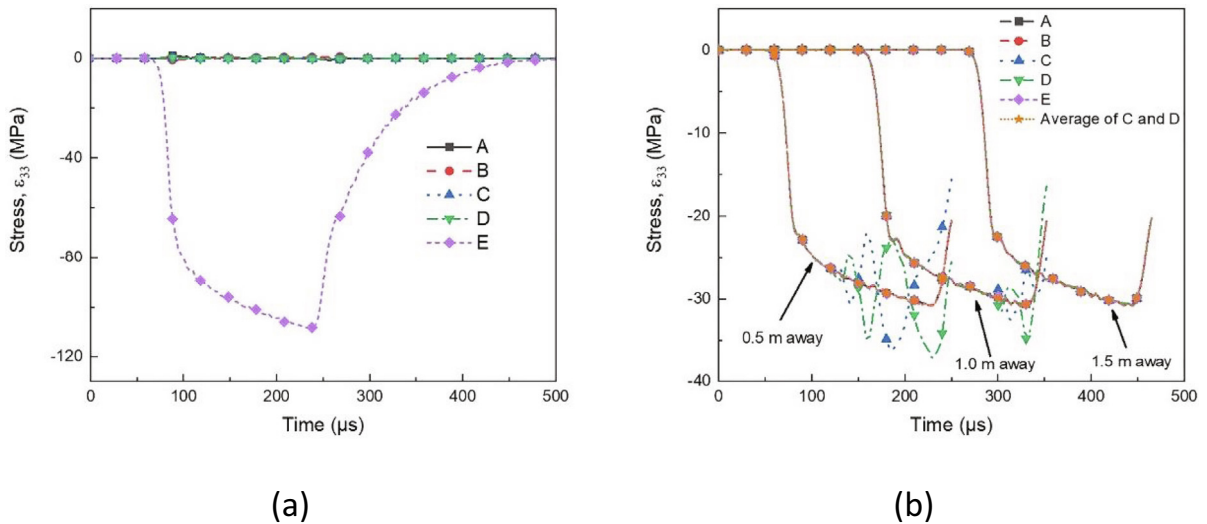 (a)
0
-40
-80
-120
Stress, ε33 (MPa)
A
B
C
D
E
0 100 200 300 400 500
Time (µs)
(a)
(b)
A
B
C
D
E
Average of C and D
0
-10
-20
-30
-40
Stress, ε33 (MPa)
0.5 m away
1.0 m away
1.5 m away
0 100 200 300 400 500
Time (µs)
(b)